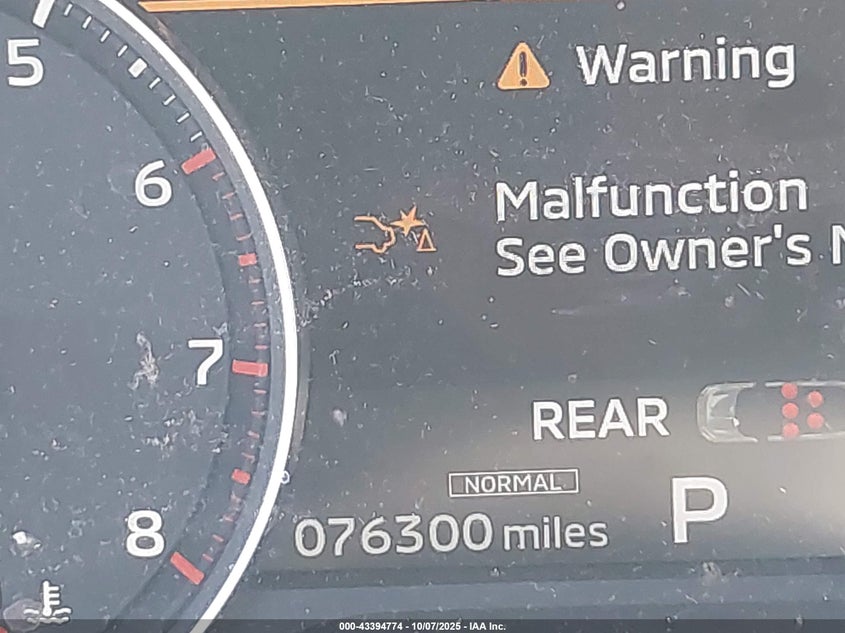 5
Warning
6
Malfunction
See Owner's
7
REAR
NORMAL
076300 miles
P
8
000-43394774 - 10/07/2025 - IAA Inc.